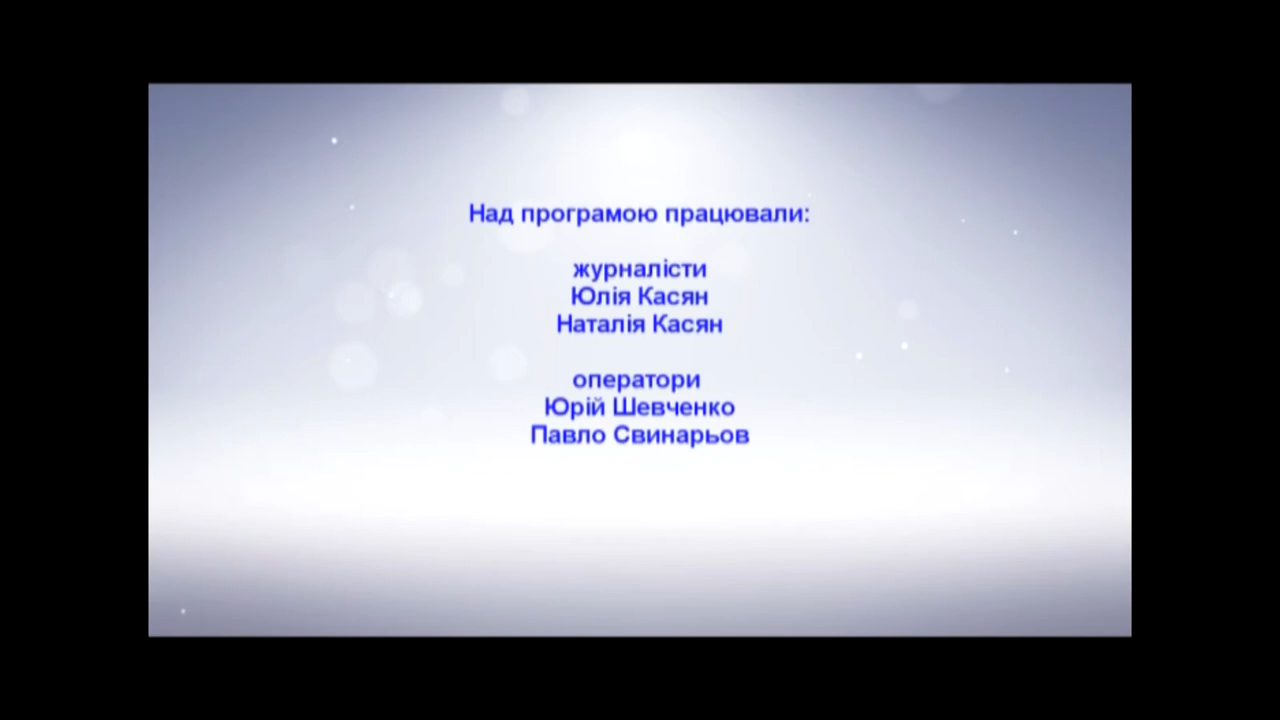 Над програмою працювали:
журналісти
Юлія Касян
Наталія Касян
оператори
Юрій Шевченко
Павло Свинарьов